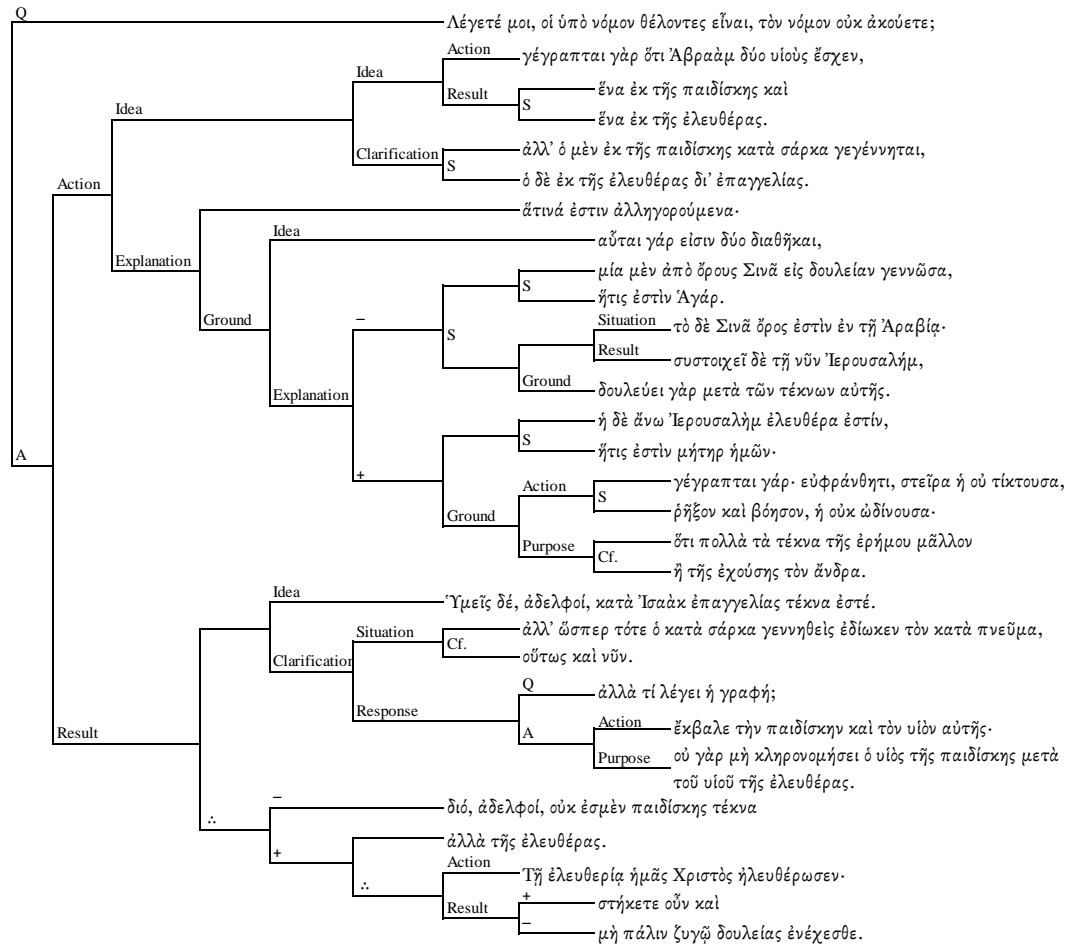 Q
Λέγετέ μοι, οἱ ὑπὸ νόμον θέλοντες εἶναι, τὸν νόμον οὐκ ἀκούετε;
Action
γέγραπται γὰρ ὅτι Ἀβραὰμ δύο υἱοὺς ἔσχεν,
Idea
Result
ἕνα ἐκ τῆς παιδίσκης καὶ
S
ἕνα ἐκ τῆς ἐλευθέρας.
Idea
Clarification
ἀλλ’ ὁ μὲν ἐκ τῆς παιδίσκης κατὰ σάρκα γεγέννηται,
S
ὁ δὲ ἐκ τῆς ἐλευθέρας δι’ ἐπαγγελίας.
Action
ἅτινά ἐστιν ἀλληγορούμενα·
Idea
αὗται γάρ εἰσιν δύο διαθῆκαι,
Explanation
μία μὲν ἀπὸ ὄρους Σινᾶ εἰς δουλείαν γεννῶσα,
S
ἥτις ἐστὶν Ἁγάρ.
Ground
–
Situation
τὸ δὲ Σινᾶ ὄρος ἐστὶν ἐν τῇ Ἀραβίᾳ·
S
Result
συστοιχεῖ δὲ τῇ νῦν Ἰερουσαλήμ,
Ground
δουλεύει γὰρ μετὰ τῶν τέκνων αὐτῆς.
Explanation
ἡ δὲ ἄνω Ἰερουσαλὴμ ἐλευθέρα ἐστίν,
S
ἥτις ἐστὶν μήτηρ ἡμῶν·
A
+
Action
γέγραπται γάρ· εὐφράνθητι, στεῖρα ἡ οὐ τίκτουσα,
S
ῥῆξον καὶ βόησον, ἡ οὐκ ὠδίνουσα·
Ground
Purpose
ὅτι πολλὰ τὰ τέκνα τῆς ἐρήμου μᾶλλον
Cf.
ἢ τῆς ἐχούσης τὸν ἄνδρα.
Idea
Ὑμεῖς δέ, ἀδελφοί, κατὰ Ἰσαὰκ ἐπαγγελίας τέκνα ἐστέ.
Situation
ἀλλ’ ὥσπερ τότε ὁ κατὰ σάρκα γεννηθεὶς ἐδίωκεν τὸν κατὰ πνεῦμα,
Cf.
οὕτως καὶ νῦν.
Clarification
Q
ἀλλὰ τί λέγει ἡ γραφή;
Response
Action
ἔκβαλε τὴν παιδίσκην καὶ τὸν υἱὸν αὐτῆς·
A
Result
Purpose
οὐ γὰρ μὴ κληρονομήσει ὁ υἱὸς τῆς παιδίσκης μετὰ
τοῦ υἱοῦ τῆς ἐλευθέρας.
–
διό, ἀδελφοί, οὐκ ἐσμὲν παιδίσκης τέκνα
∴
+
ἀλλὰ τῆς ἐλευθέρας.
Action
Τῇ ἐλευθερίᾳ ἡμᾶς Χριστὸς ἠλευθέρωσεν·
∴
Result
+
στήκετε οὖν καὶ
–
μὴ πάλιν ζυγῷ δουλείας ἐνέχεσθε.